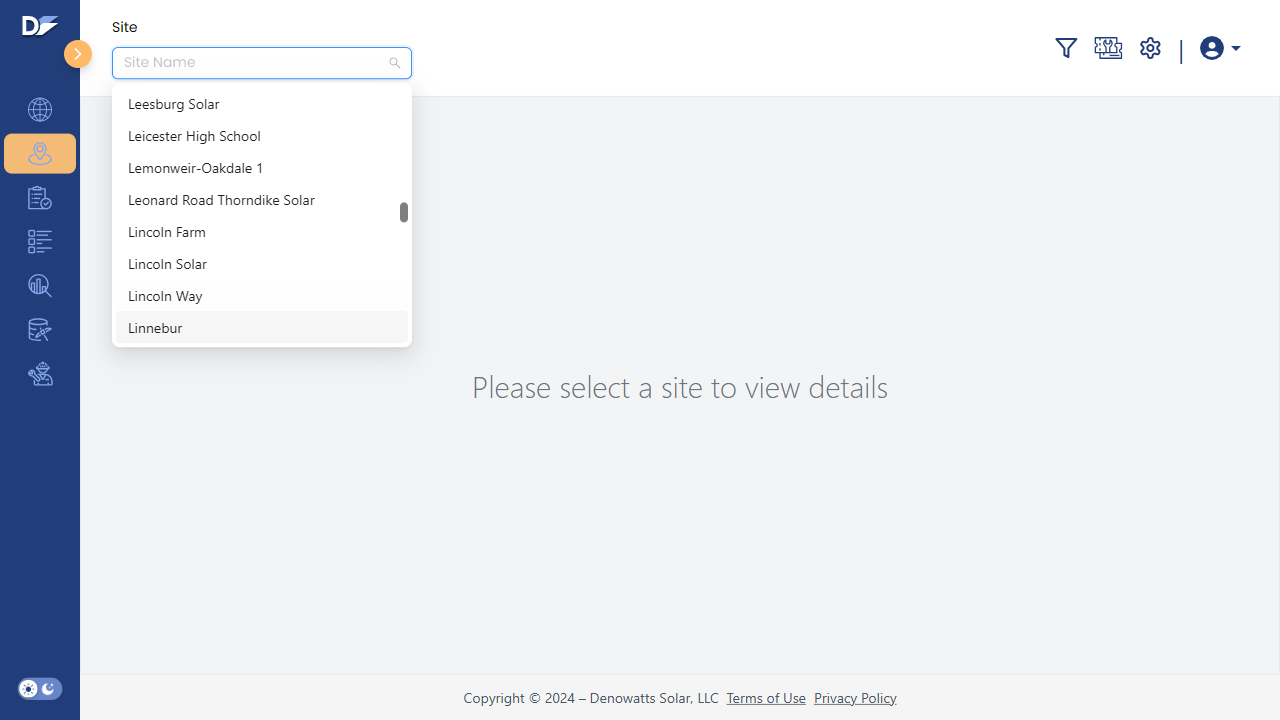 Site
Site Name
Leesburg Solar
Leicester High School
Lemonweir-Oakdale 1
Leonard Road Thorndike Solar
Lincoln Farm
Lincoln Solar
Lincoln Way
Linnebur
Please select a site to view details
Copyright © 2024 – Denowatts Solar, LLC Terms of Use Privacy Policy